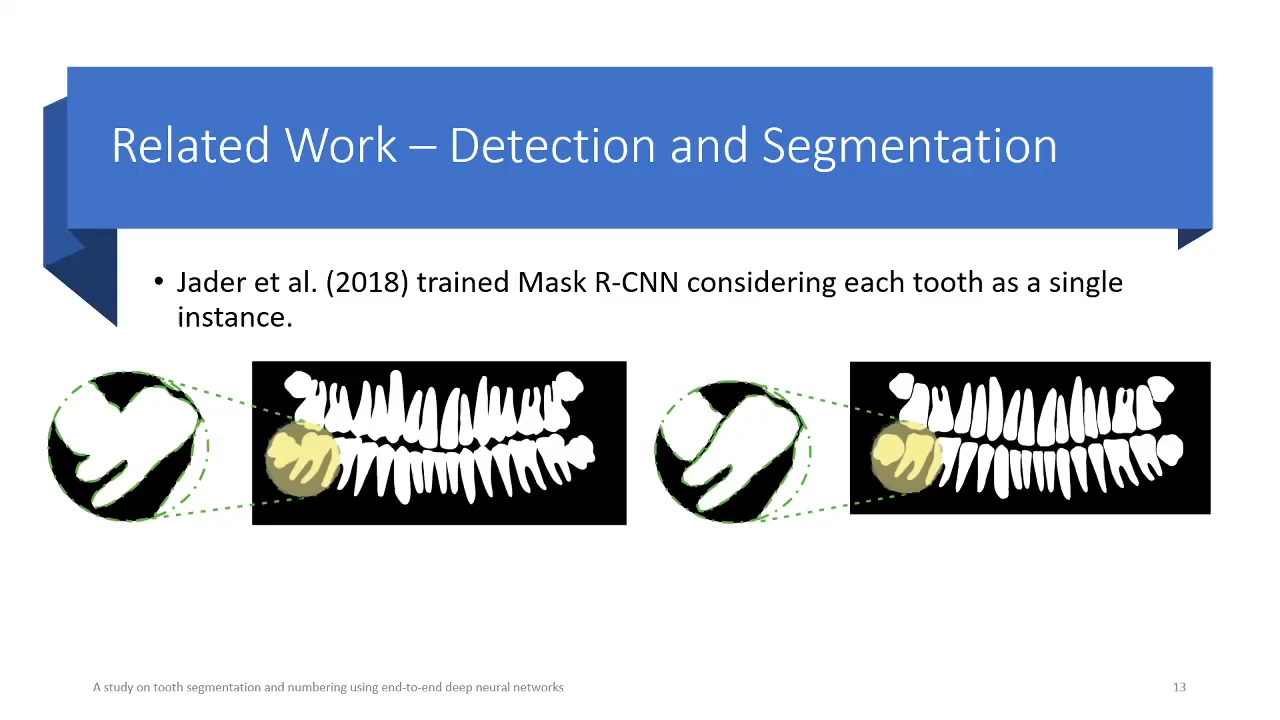 Related Work – Detection and Segmentation
• Jader et al. (2018) trained Mask R-CNN considering each tooth as a single
instance.
A study on tooth segmentation and numbering using end-to-end deep neural networks
13